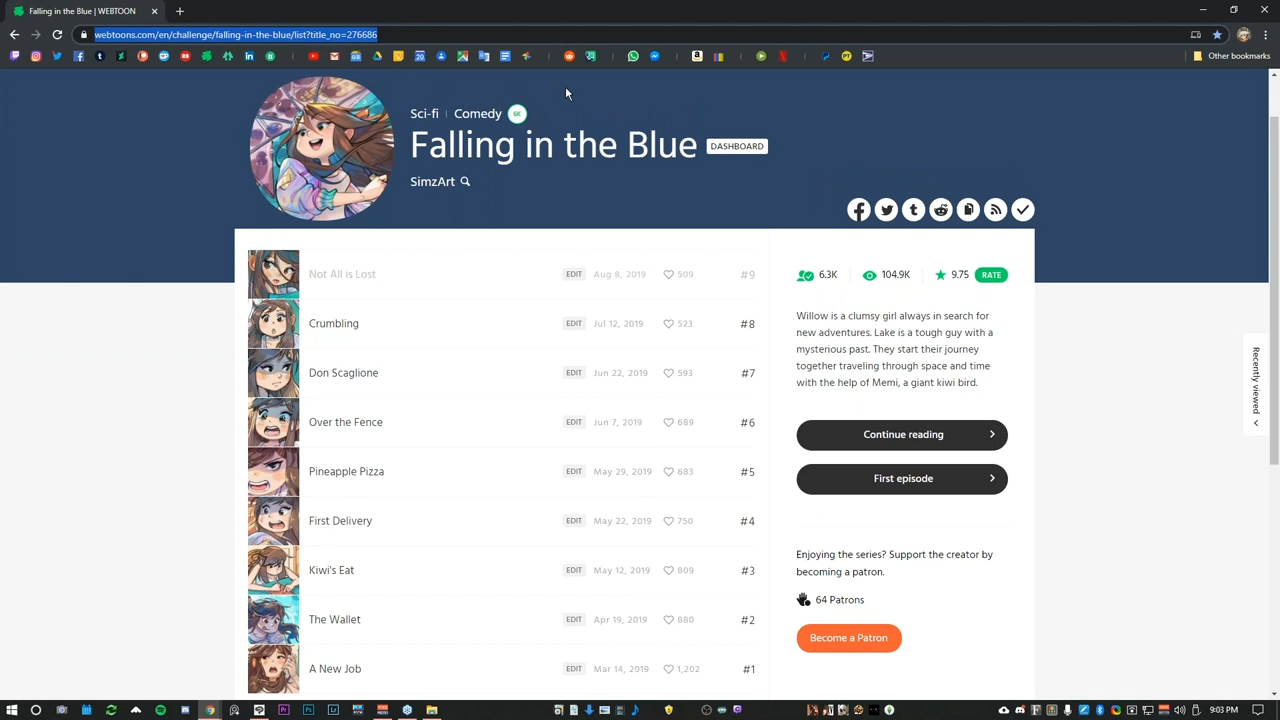 Falling in the Blue | WEBTOON
webtoons.com/en/challenge/falling-in-the-blue/list?title_no=276686
Other bookmarks
Sci-fi Comedy 6K
Falling in the Blue DASHBOARD
SimzArt
Not All is Lost EDIT Aug 8, 2019 509 #9
Crumbling EDIT Jul 12, 2019 523 #8
Don Scaglione EDIT Jun 22, 2019 593 #7
Over the Fence EDIT Jun 7, 2019 689 #6
Pineapple Pizza EDIT May 29, 2019 683 #5
First Delivery EDIT May 22, 2019 750 #4
Kiwi's Eat EDIT May 12, 2019 809 #3
The Wallet EDIT Apr 19, 2019 880 #2
A New Job EDIT Mar 14, 2019 1,202 #1
6.3K 104.9K 9.75 RATE
Willow is a clumsy girl always in search for
new adventures. Lake is a tough guy with a
mysterious past. They start their journey
together traveling through space and time
with the help of Memi, a giant kiwi bird.
Continue reading
First episode
Enjoying the series? Support the creator by
becoming a patron.
64 Patrons
Become a Patron
Recently viewed
9:03 PM